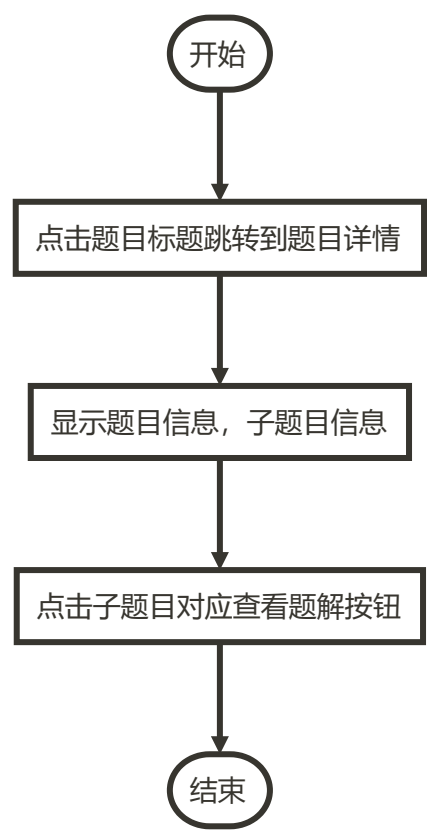 开始
点击题目标题跳转到题目详情
显示题目信息，子题目信息
点击子题目对应查看题解按钮
结束